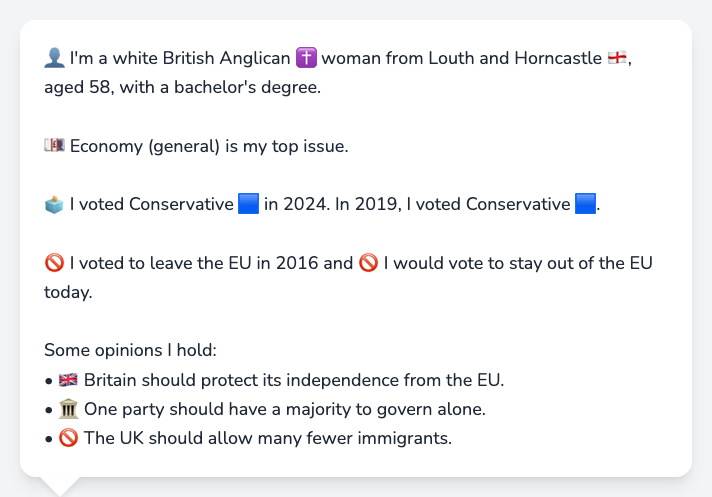 👤 I'm a white British Anglican ✝️ woman from Louth and Horncastle 🏴󠁧󠁢󠁥󠁮󠁧󠁿,
aged 58, with a bachelor's degree.
💷 Economy (general) is my top issue.
🗳️ I voted Conservative 🟦 in 2024. In 2019, I voted Conservative 🟦.
🚫 I voted to leave the EU in 2016 and 🚫 I would vote to stay out of the EU
today.
Some opinions I hold:
• 🇬🇧 Britain should protect its independence from the EU.
• 🏛️ One party should have a majority to govern alone.
• 🚫 The UK should allow many fewer immigrants.